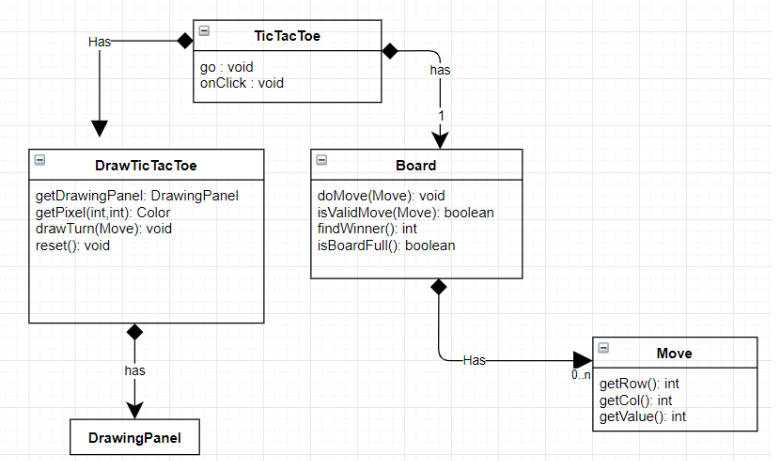 TicTacToe
go : void
onClick : void
Has
has
1
DrawTicTacToe
getDrawingPanel: DrawingPanel
getPixel(int,int): Color
drawTurn(Move): void
reset(): void
Board
doMove(Move): void
isValidMove(Move): boolean
findWinner(): int
isBoardFull(): boolean
has
DrawingPanel
Has
0..n
Move
getRow(): int
getCol(): int
getValue(): int